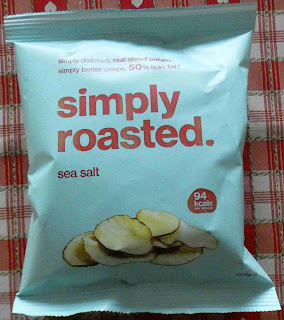 simply delicious, real sliced potato.
simply better crisps. 50% less fat
simply
roasted.
sea salt
94
kcals